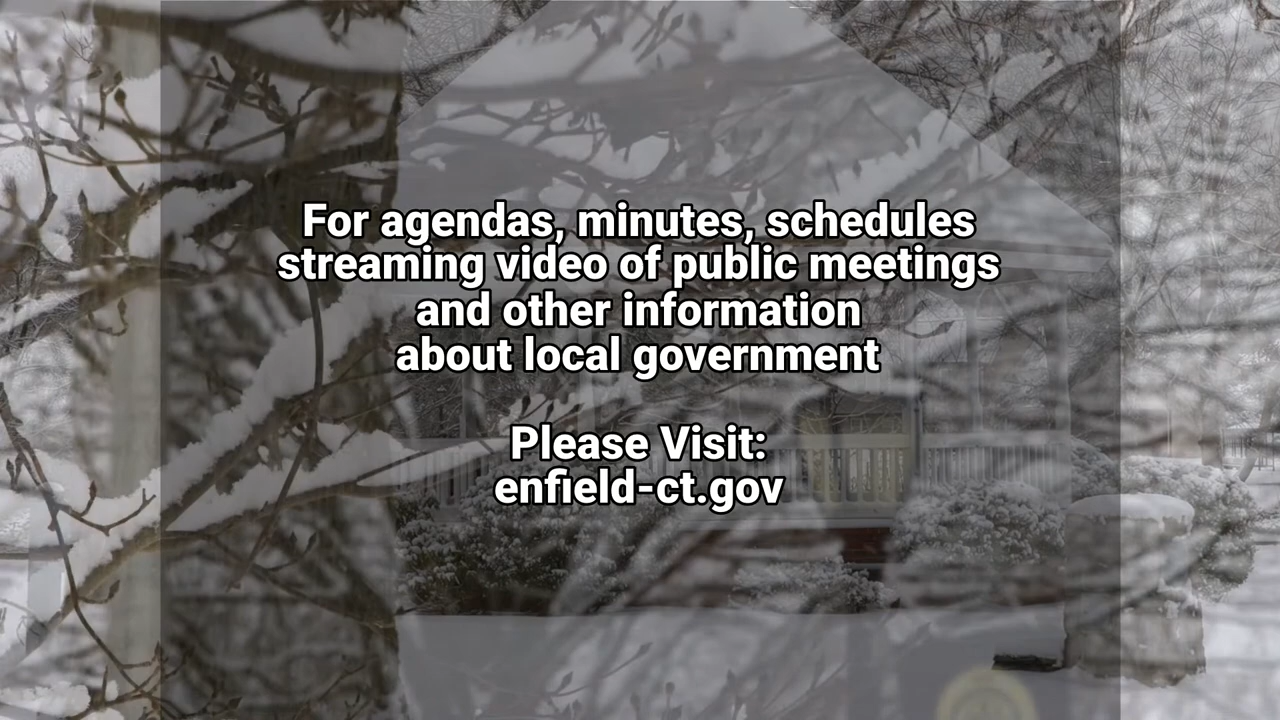 For agendas, minutes, schedules
streaming video of public meetings
and other information
about local government
Please Visit:
enfield-ct.gov